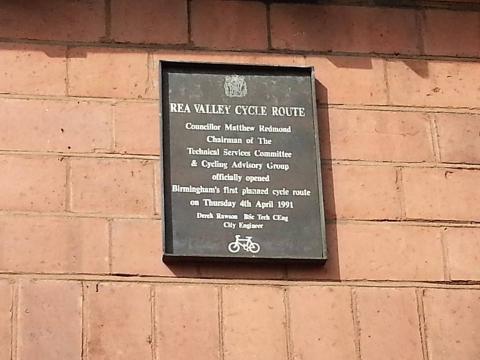 REA VALLEY CYCLE ROUTE
Councillor Matthew Redmond
Chairman of The
Technical Services Committee
& Cycling Advisory Group
officially opened
Birmingham's first planned cycle route
on Thursday 4th April 1991
Derek Rawson BSc Tech CEng
City Engineer